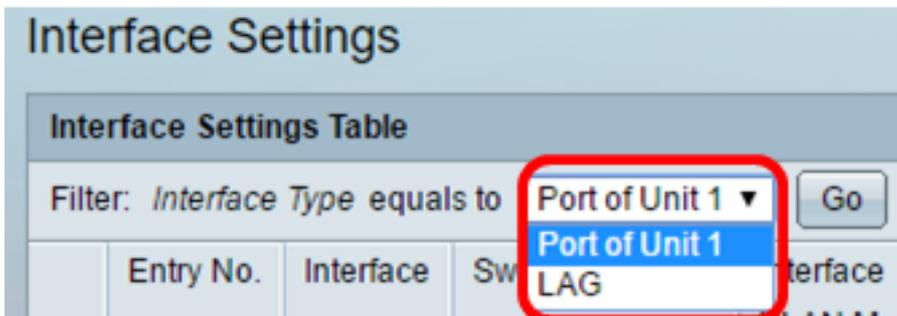 Interface Settings
Interface Settings Table
Filter: Interface Type equals to Port of Unit 1 ▼ Go
Port of Unit 1
LAG
Entry No. Interface